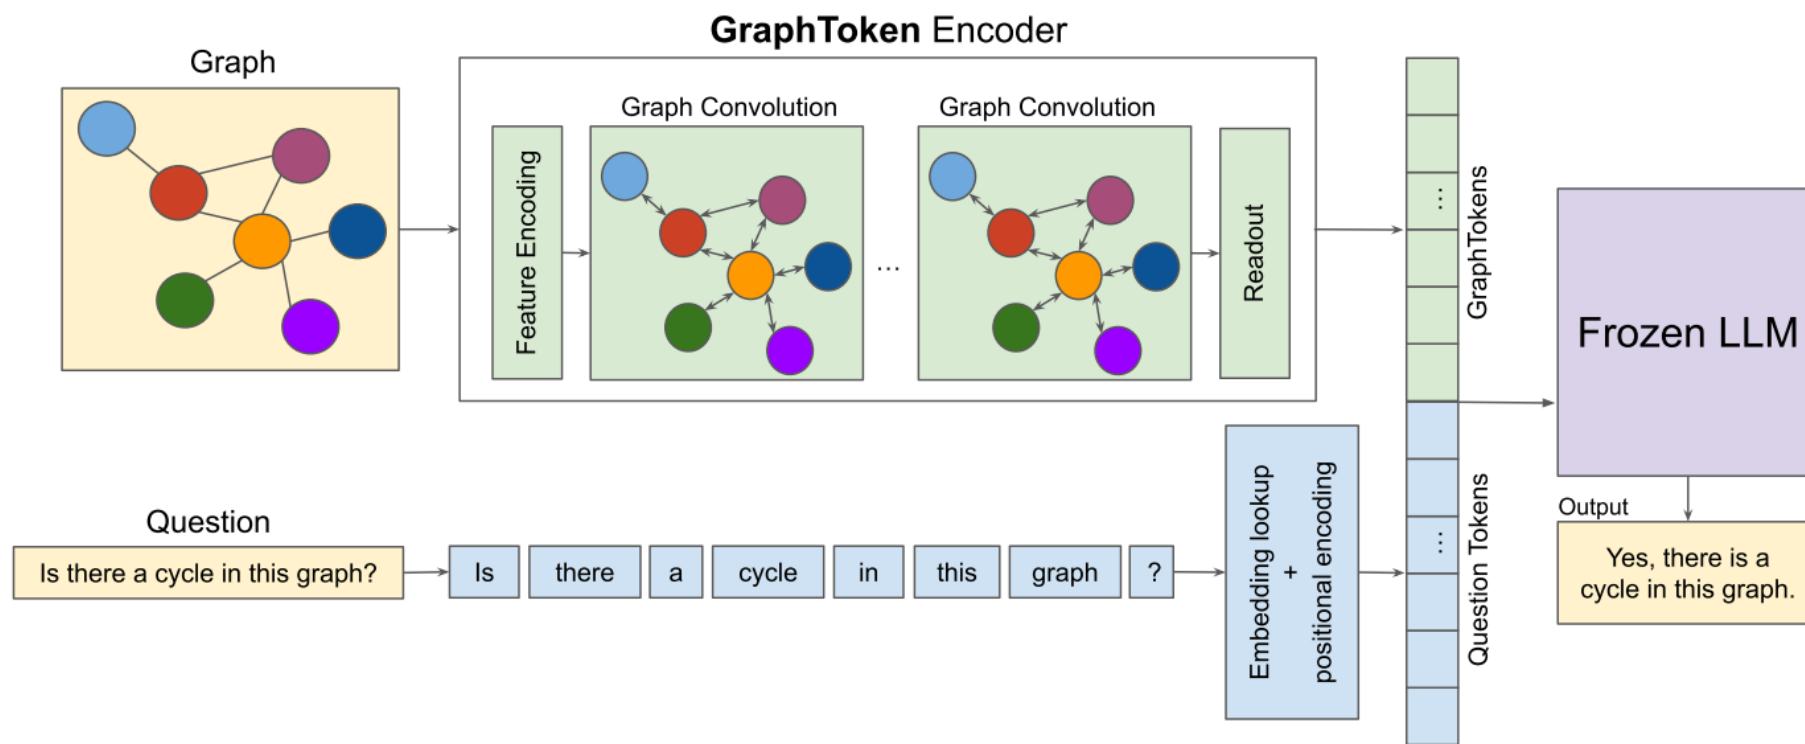 GraphToken Encoder
Graph
Graph Convolution
Graph Convolution
Feature Encoding
...
Readout
...
GraphTokens
Frozen LLM
Question
Is there a cycle in this graph?
Is there a cycle in this graph ?
Embedding lookup
+
positional encoding
...
Question Tokens
Output
Yes, there is a
cycle in this graph.